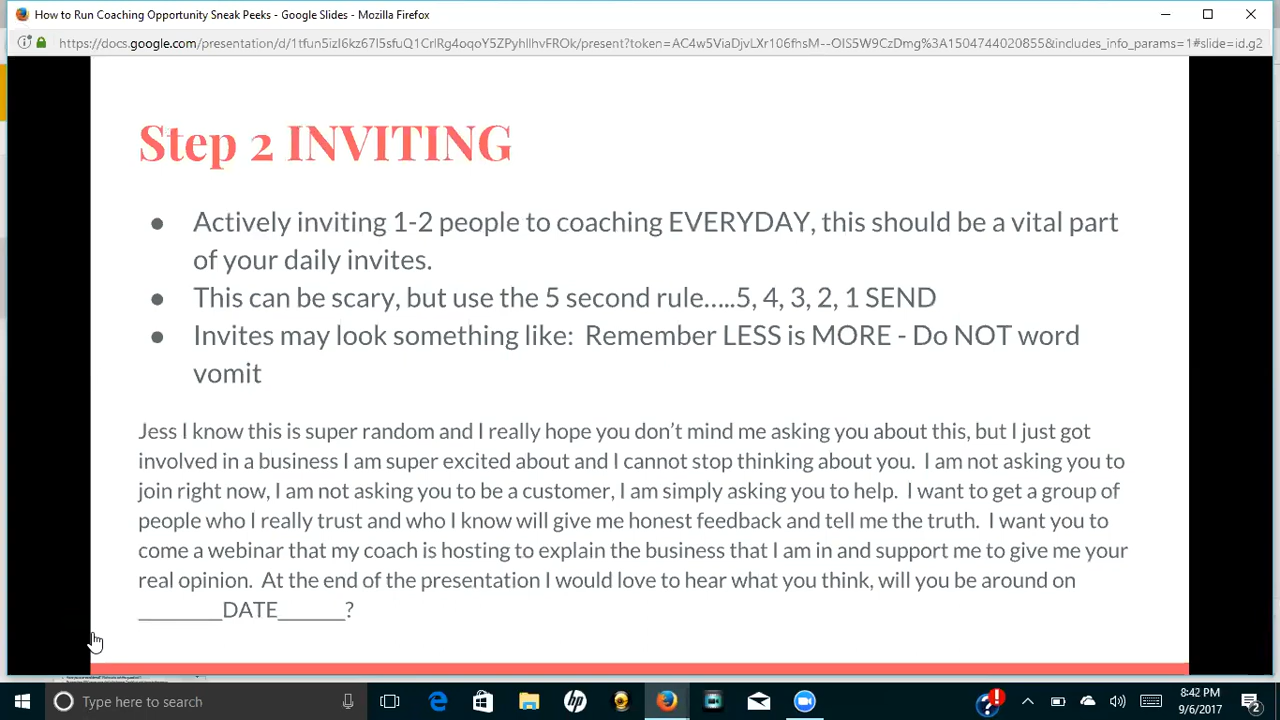 How to Run Coaching Opportunity Sneak Peeks - Google Slides - Mozilla Firefox
Step 2 INVITING
● Actively inviting 1-2 people to coaching EVERYDAY, this should be a vital part
of your daily invites.
● This can be scary, but use the 5 second rule…..5, 4, 3, 2, 1 SEND
● Invites may look something like:  Remember LESS is MORE - Do NOT word
vomit
Jess I know this is super random and I really hope you don’t mind me asking you about this, but I just got
involved in a business I am super excited about and I cannot stop thinking about you.  I am not asking you to
join right now, I am not asking you to be a customer, I am simply asking you to help.  I want to get a group of
people who I really trust and who I know will give me honest feedback and tell me the truth.  I want you to
come a webinar that my coach is hosting to explain the business that I am in and support me to give me your
real opinion.  At the end of the presentation I would love to hear what you think, will you be around on
________DATE______?
Type here to search
8:42 PM
9/6/2017